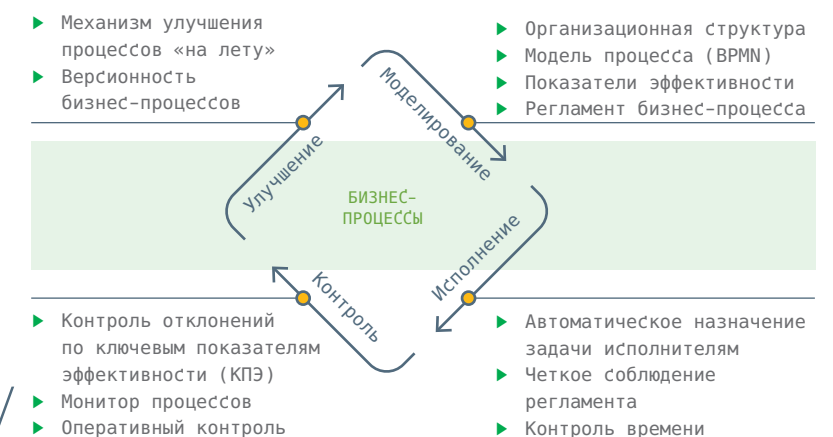 Механизм улучшения
процессов «на лету»
Версионность
бизнес-процессов
Организационная структура
Модель процесса (BPMN)
Показатели эффективности
Регламент бизнес-процесса
Улучшение
Моделирование
БИЗНЕС-
ПРОЦЕССЫ
Контроль
Исполнение
Контроль отклонений
по ключевым показателям
эффективности (КПЭ)
Монитор процессов
Оперативный контроль
Автоматическое назначение
задачи исполнителям
Четкое соблюдение
регламента
Контроль времени